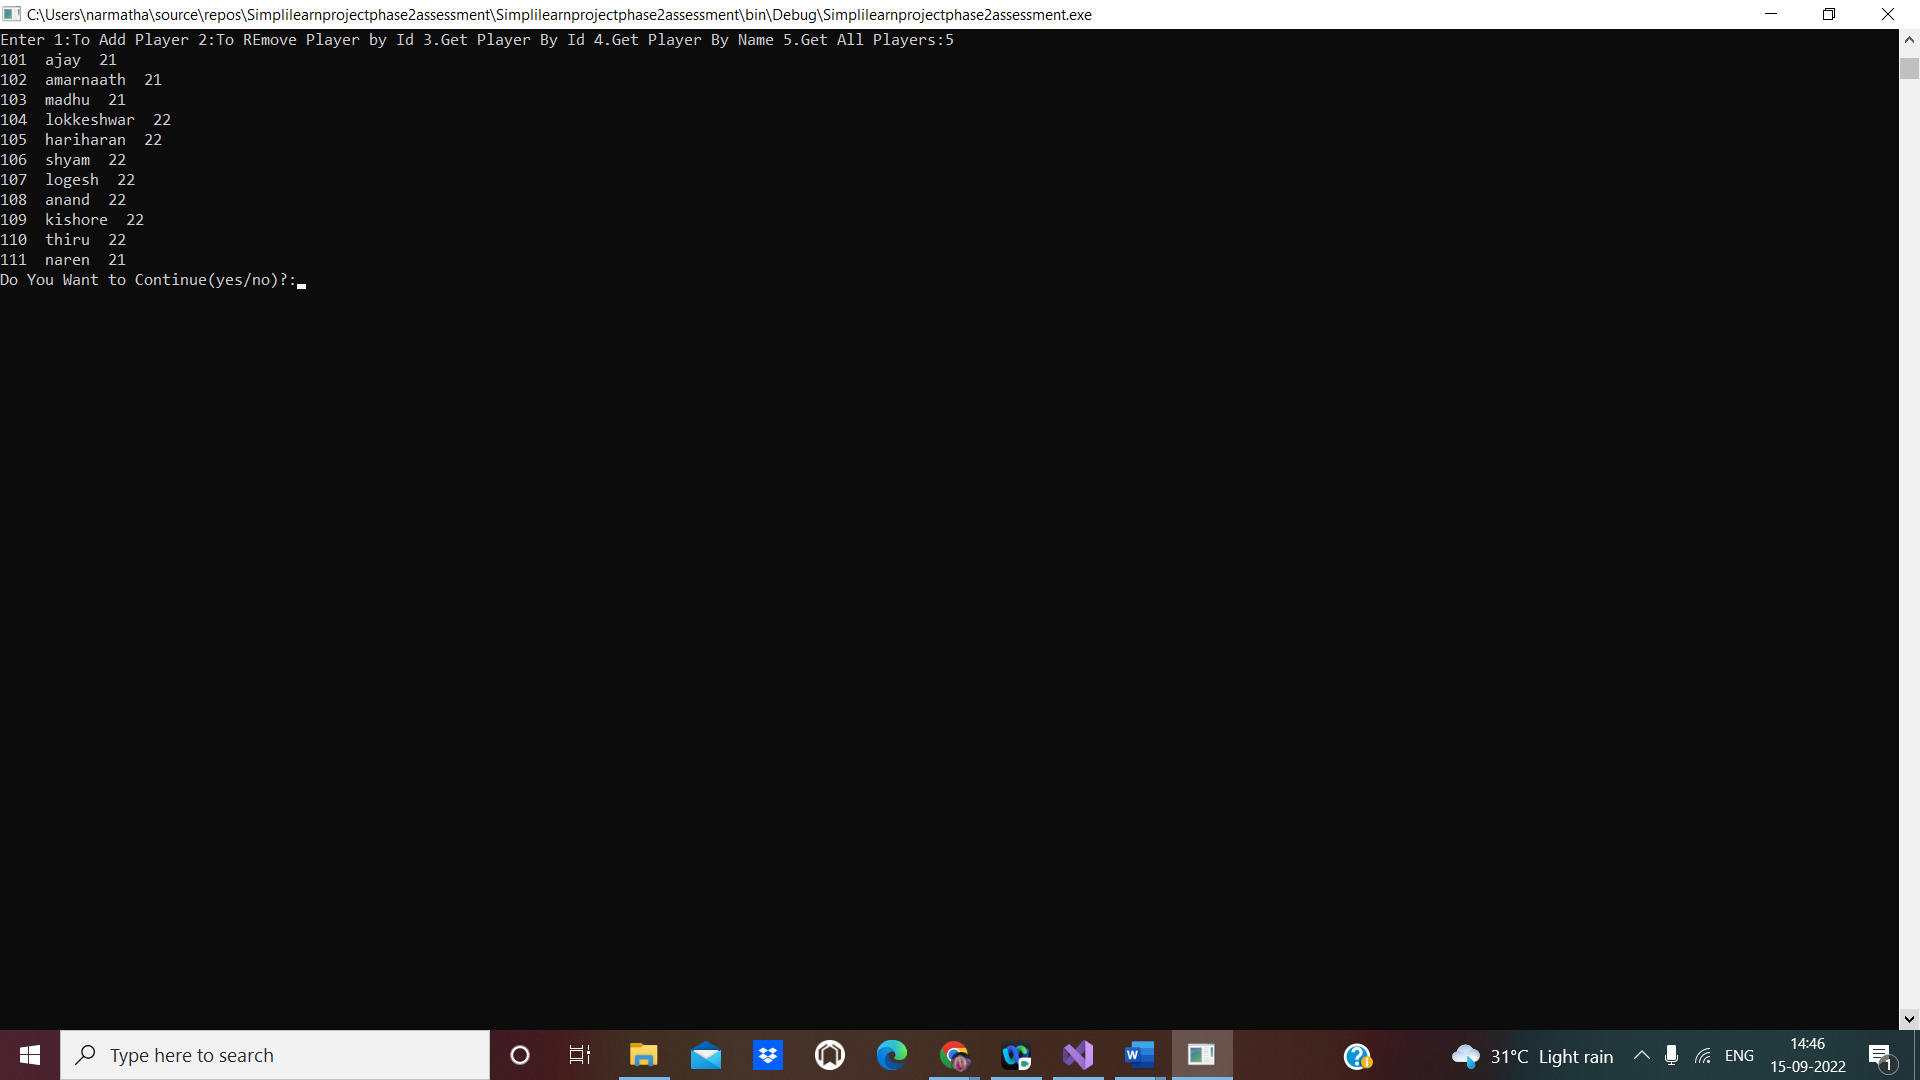 C:\Users\narmatha\source\repos\Simplilearnprojectphase2assessment\Simplilearnprojectphase2assessment\bin\Debug\Simplilearnprojectphase2assessment.exe
Enter 1:To Add Player 2:To REmove Player by Id 3.Get Player By Id 4.Get Player By Name 5.Get All Players:5
101  ajay  21
102  amarnaath  21
103  madhu  21
104  lokkeshwar  22
105  hariharan  22
106  shyam  22
107  logesh  22
108  anand  22
109  kishore  22
110  thiru  22
111  naren  21
Do You Want to Continue(yes/no)?:
Type here to search
31°C Light rain
ENG
14:46
15-09-2022
1